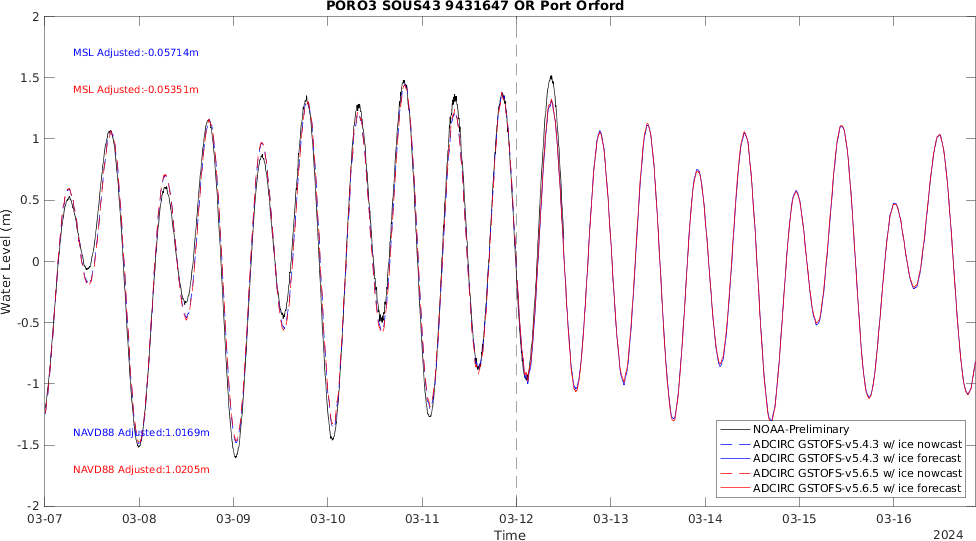 PORO3 SOUS43 9431647 OR Port Orford
2
MSL Adjusted:-0.05714m
1.5
MSL Adjusted:-0.05351m
1
0.5
Water Level (m)
0
-0.5
-1
NOAA-Preliminary
NAVD88 Adjusted:1.0169m
ADCIRC GSTOFS-v5.4.3 w/ ice nowcast
-1.5
ADCIRC GSTOFS-v5.4.3 w/ ice forecast
NAVD88 Adjusted:1.0205m
ADCIRC GSTOFS-v5.6.5 w/ ice nowcast
ADCIRC GSTOFS-v5.6.5 w/ ice forecast
-2
03-07 03-08 03-09 03-10 03-11 03-12 03-13 03-14 03-15 03-16
Time
2024